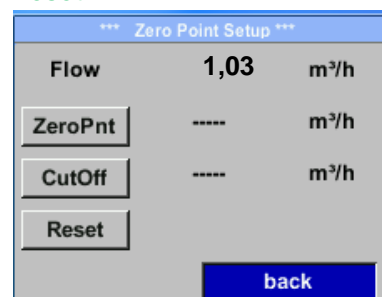 *** Zero Point Setup ***
Flow 1,03 m³/h
ZeroPnt ----- m³/h
CutOff ----- m³/h
Reset
back